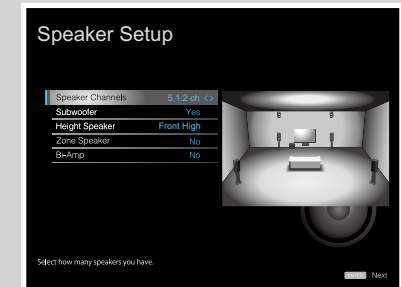 Speaker Setup
Speaker Channels 5.1.2 ch <>
Subwoofer Yes
Height Speaker Front High
Zone Speaker No
Bi-Amp No
Select how many speakers you have.
ENTER Next